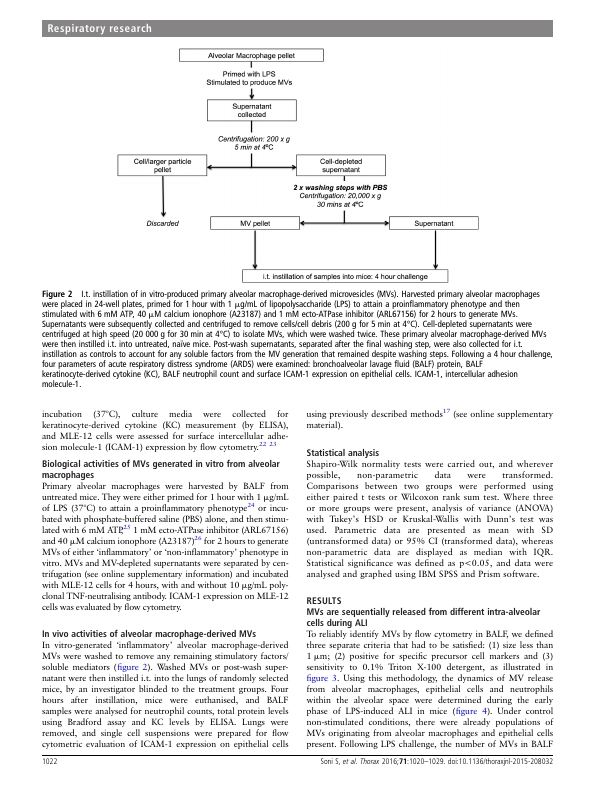 Respiratory research
Alveolar Macrophage pellet
Primed with LPS
Stimulated to produce MVs
Supernatant
collected
Centrifugation: 200 x g
5 min at 4ºC
Cell/larger particle
pellet
Cell-depleted
supernatant
2 x washing steps with PBS
Centrifugation: 20,000 x g
30 mins at 4ºC
Discarded
MV pellet
Supernatant
i.t. instillation of samples into mice: 4 hour challenge
Figure 2 I.t. instillation of in vitro-produced primary alveolar macrophage-derived microvesicles (MVs). Harvested primary alveolar macrophages
were placed in 24-well plates, primed for 1 hour with 1 μg/mL of lipopolysaccharide (LPS) to attain a proinflammatory phenotype and then
stimulated with 6 mM ATP, 40 μM calcium ionophore (A23187) and 1 mM ecto-ATPase inhibitor (ARL67156) for 2 hours to generate MVs.
Supernatants were subsequently collected and centrifuged to remove cells/cell debris (200 g for 5 min at 4°C). Cell-depleted supernatants were
centrifuged at high speed (20 000 g for 30 min at 4°C) to isolate MVs, which were washed twice. These primary alveolar macrophage-derived MVs
were then instilled i.t. into untreated, naïve mice. Post-wash supernatants, separated after the final washing step, were also collected for i.t.
instillation as controls to account for any soluble factors from the MV generation that remained despite washing steps. Following a 4 hour challenge,
four parameters of acute respiratory distress syndrome (ARDS) were examined: bronchoalveolar lavage fluid (BALF) protein, BALF
keratinocyte-derived cytokine (KC), BALF neutrophil count and surface ICAM-1 expression on epithelial cells. ICAM-1, intercellular adhesion
molecule-1.
incubation (37°C), culture media were collected for
keratinocyte-derived cytokine (KC) measurement (by ELISA),
and MLE-12 cells were assessed for surface intercellular adhe-
sion molecule-1 (ICAM-1) expression by flow cytometry.22 23
Biological activities of MVs generated in vitro from alveolar
macrophages
Primary alveolar macrophages were harvested by BALF from
untreated mice. They were either primed for 1 hour with 1 μg/mL
of LPS (37°C) to attain a proinflammatory phenotype24 or incu-
bated with phosphate-buffered saline (PBS) alone, and then stimu-
lated with 6 mM ATP,25 1 mM ecto-ATPase inhibitor (ARL67156)
and 40 μM calcium ionophore (A23187)26 for 2 hours to generate
MVs of either ‘inflammatory’ or ‘non-inflammatory’ phenotype in
vitro. MVs and MV-depleted supernatants were separated by cen-
trifugation (see online supplementary information) and incubated
with MLE-12 cells for 4 hours, with and without 10 μg/mL poly-
clonal TNF-neutralising antibody. ICAM-1 expression on MLE-12
cells was evaluated by flow cytometry.
In vivo activities of alveolar macrophage-derived MVs
In vitro-generated ‘inflammatory’ alveolar macrophage-derived
MVs were washed to remove any remaining stimulatory factors/
soluble mediators (figure 2). Washed MVs or post-wash super-
natant were then instilled i.t. into the lungs of randomly selected
mice, by an investigator blinded to the treatment groups. Four
hours after instillation, mice were euthanised, and BALF
samples were analysed for neutrophil counts, total protein levels
using Bradford assay and KC levels by ELISA. Lungs were
removed, and single cell suspensions were prepared for flow
cytometric evaluation of ICAM-1 expression on epithelial cells
using previously described methods17 (see online supplementary
material).
Statistical analysis
Shapiro-Wilk normality tests were carried out, and wherever
possible, non-parametric data were transformed.
Comparisons between two groups were performed using
either paired t tests or Wilcoxon rank sum test. Where three
or more groups were present, analysis of variance (ANOVA)
with Tukey’s HSD or Kruskal-Wallis with Dunn’s test was
used. Parametric data are presented as mean with SD
(untransformed data) or 95% CI (transformed data), whereas
non-parametric data are displayed as median with IQR.
Statistical significance was defined as p<0.05, and data were
analysed and graphed using IBM SPSS and Prism software.
RESULTS
MVs are sequentially released from different intra-alveolar
cells during ALI
To reliably identify MVs by flow cytometry in BALF, we defined
three separate criteria that had to be satisfied: (1) size less than
1 μm; (2) positive for specific precursor cell markers and (3)
sensitivity to 0.1% Triton X-100 detergent, as illustrated in
figure 3. Using this methodology, the dynamics of MV release
from alveolar macrophages, epithelial cells and neutrophils
within the alveolar space were determined during the early
phase of LPS-induced ALI in mice (figure 4). Under control
non-stimulated conditions, there were already populations of
MVs originating from alveolar macrophages and epithelial cells
present. Following LPS challenge, the number of MVs in BALF
1022
Soni S, et al. Thorax 2016;71:1020–1029. doi:10.1136/thoraxjnl-2015-208032